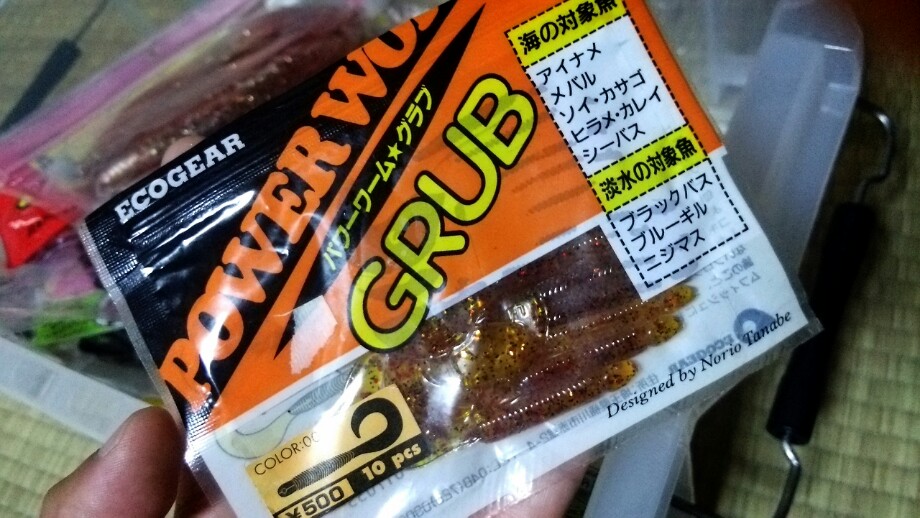 ECOGEAR
POWER WO
パワーワーム★グラブ
GRUB
海の対象魚
アイナメ
メバル
ソイ・カサゴ
ヒラメ・カレイ
シーバス
淡水の対象魚
ブラックバス
ブルーギル
ニジマス
Designed by Norio Tanabe
COLOR:0
10 pcs
¥500